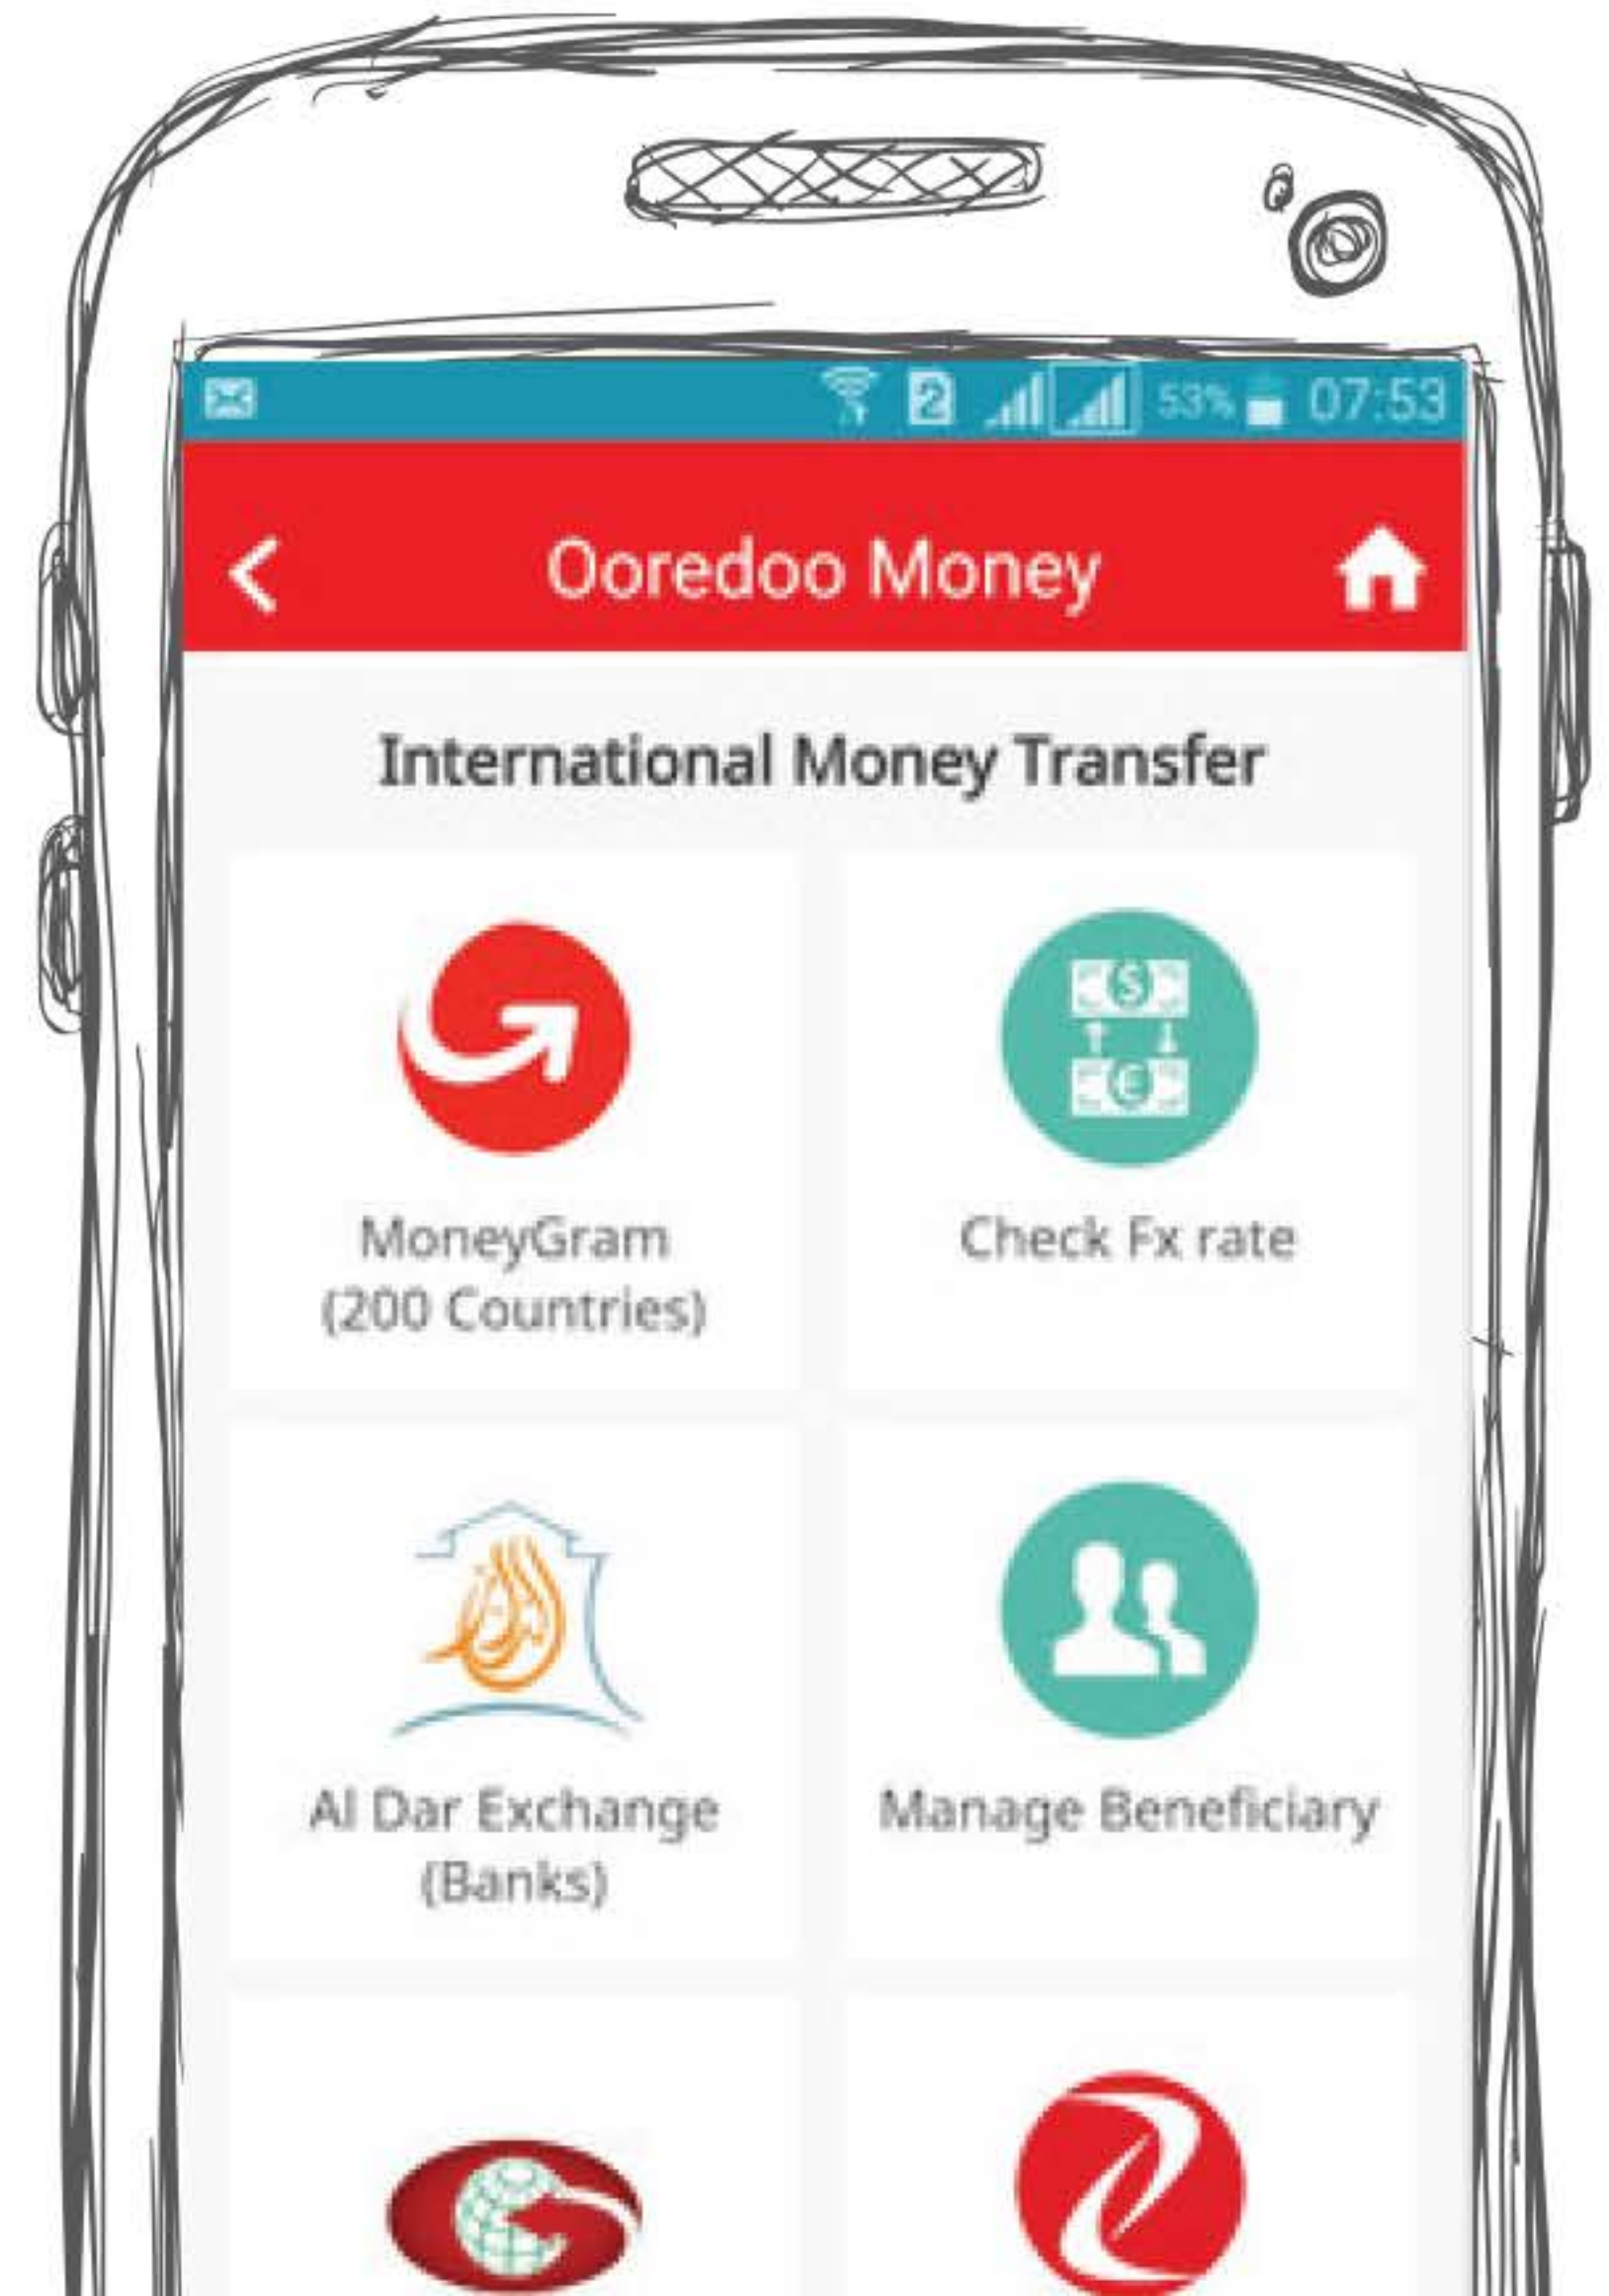 2 53% 07:53
Ooredoo Money
International Money Transfer
MoneyGram
(200 Countries)
Check Fx rate
Al Dar Exchange
(Banks)
Manage Beneficiary